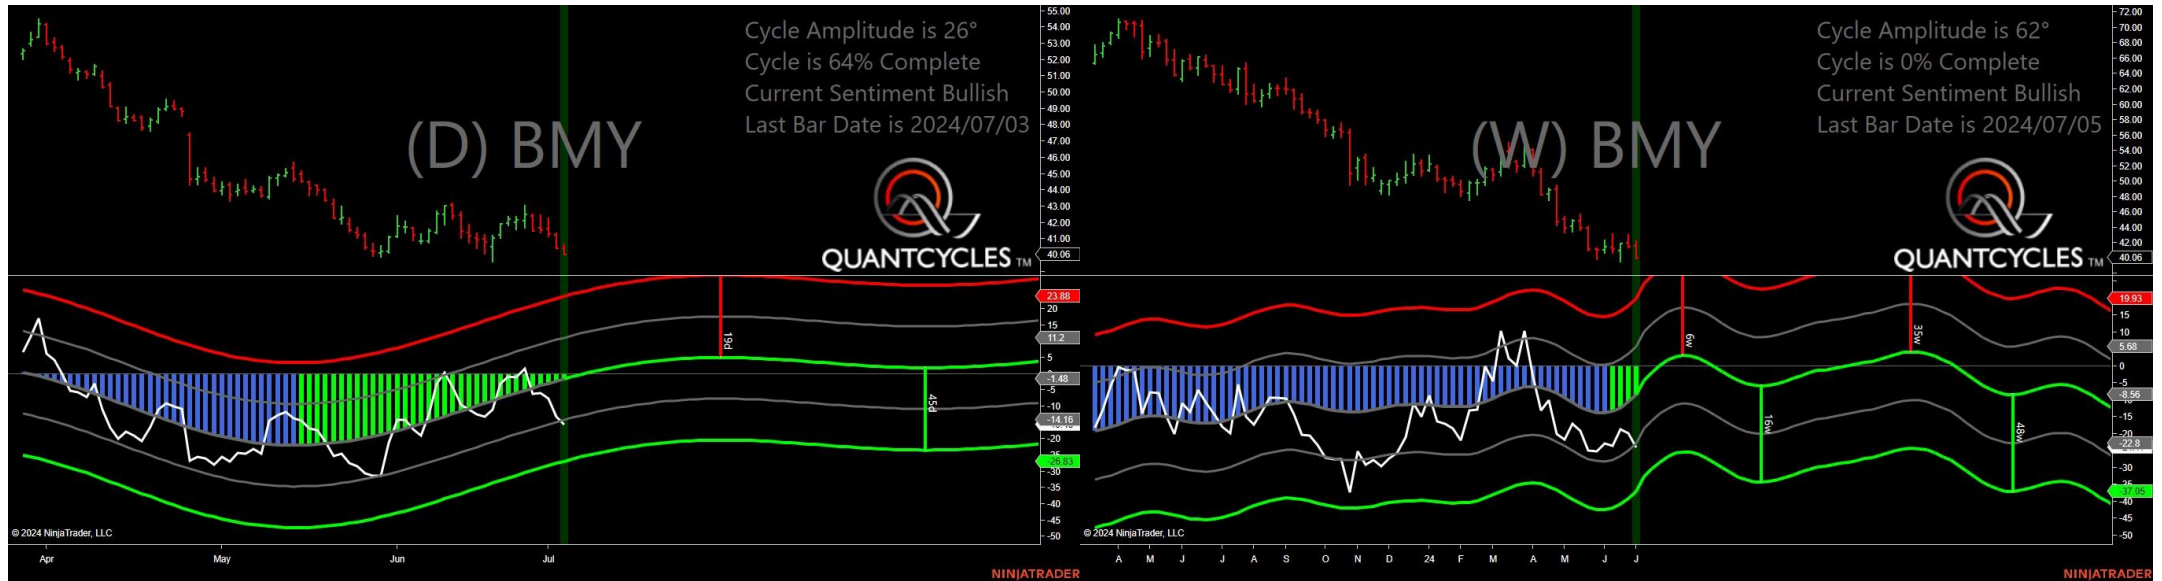 Cycle Amplitude is 26°
Cycle is 64% Complete
Current Sentiment Bullish
Last Bar Date is 2024/07/03
(D) BMY
QUANTCYCLES TM
55.00
54.00
53.00
52.00
51.00
50.00
49.00
48.00
47.00
46.00
45.00
44.00
43.00
42.00
41.00
40.06
23.88
20
15
11.2
5
-1.48
-5
-10
-14.16
-20
-26.83
-30
-35
-40
-45
-50
19d
45d
© 2024 NinjaTrader, LLC
Apr May Jun Jul
NINJATRADER
Cycle Amplitude is 62°
Cycle is 0% Complete
Current Sentiment Bullish
Last Bar Date is 2024/07/05
(W) BMY
QUANTCYCLES TM
72.00
70.00
68.00
66.00
64.00
62.00
60.00
58.00
56.00
54.00
52.00
50.00
48.00
46.00
44.00
42.00
40.06
19.93
15
10
5.68
0
-5
-8.56
-15
-20
-22.8
-30
-35
-37.05
-45
-50
6w
16w
35w
48w
© 2024 NinjaTrader, LLC
A M J J A S O N D 24 F M A M J J
NINJATRADER